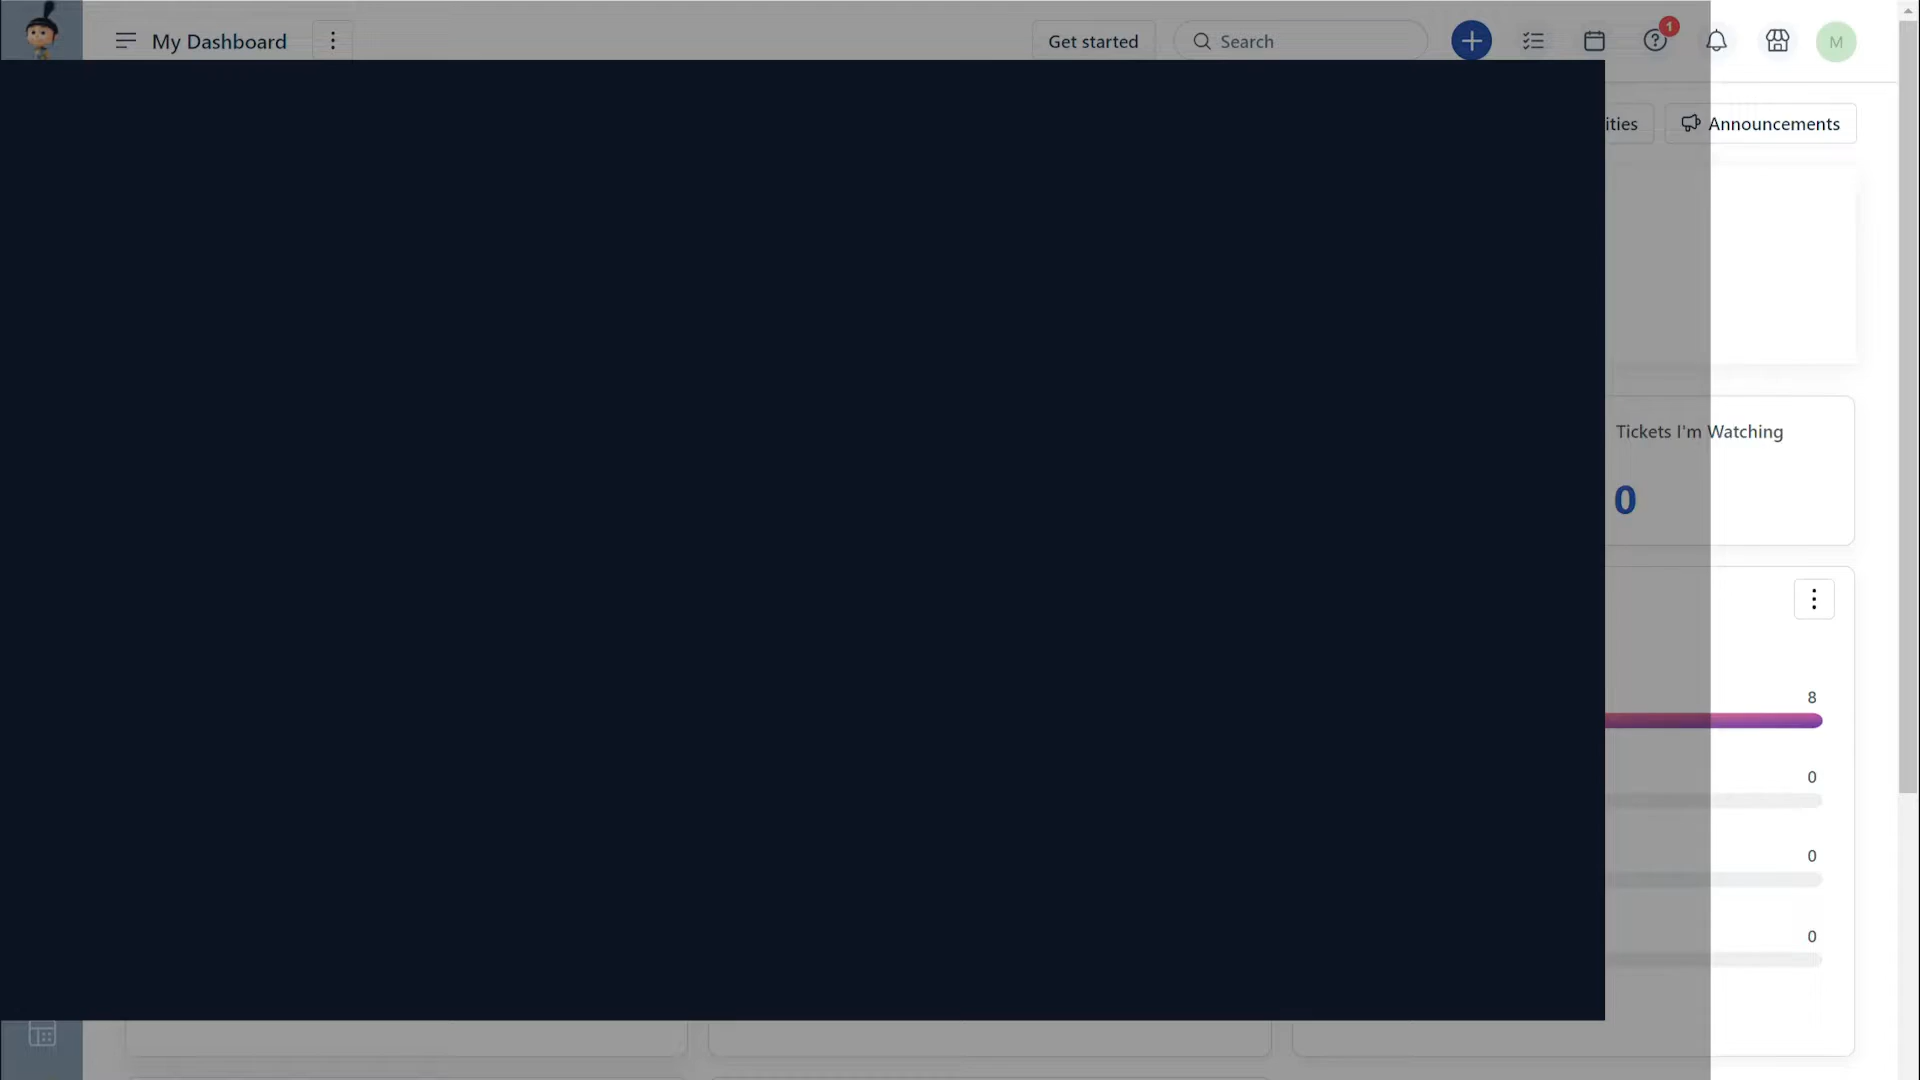 My Dashboard
Get started
Search
1
M
ities
Announcements
Tickets I'm Watching
0
8
0
0
0